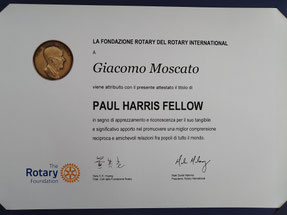 LA FONDAZIONE ROTARY DEL ROTARY INTERNATIONAL
a
Giacomo Moscato
viene attribuito con il presente attestato il titolo di
PAUL HARRIS FELLOW
in segno di apprezzamento e riconoscenza per il suo tangibile
e significativo apporto nel promuovere una miglior comprensione
reciproca e amichevoli relazioni fra popoli di tutto il mondo.
The
Rotary
Foundation